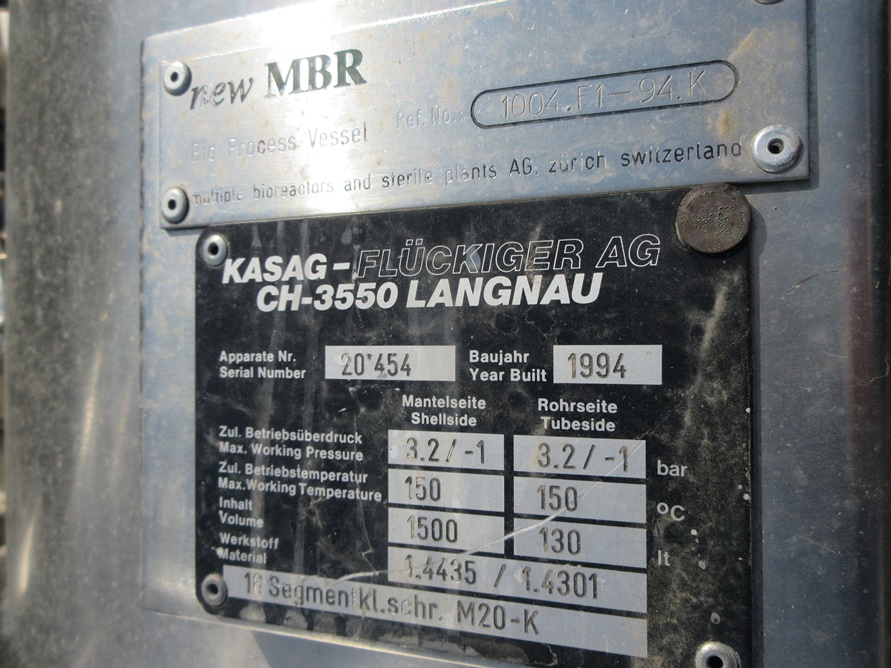 new MBR
Ref. No.: 1004.F1-94.K
Bio Process Vessel
multiple bioreactors and sterile plants AG, zürich switzerland
KASAG-FLÜCKIGER AG
CH-3550 LANGNAU
Apparate Nr. 20'454 Baujahr 1994
Serial Number Year Built
Mantelseite Rohrseite
Shellside Tubeside
Zul. Betriebsüberdruck
Max. Working Pressure 3.2/-1 3.2/-1 bar
Zul. Betriebstemperatur
Max. Working Temperature 150 150 °C
Inhalt
Volume 1500 130 lt
Werkstoff
Material 1.4435 / 1.4301
16 Segmentkl.schr. M20-K